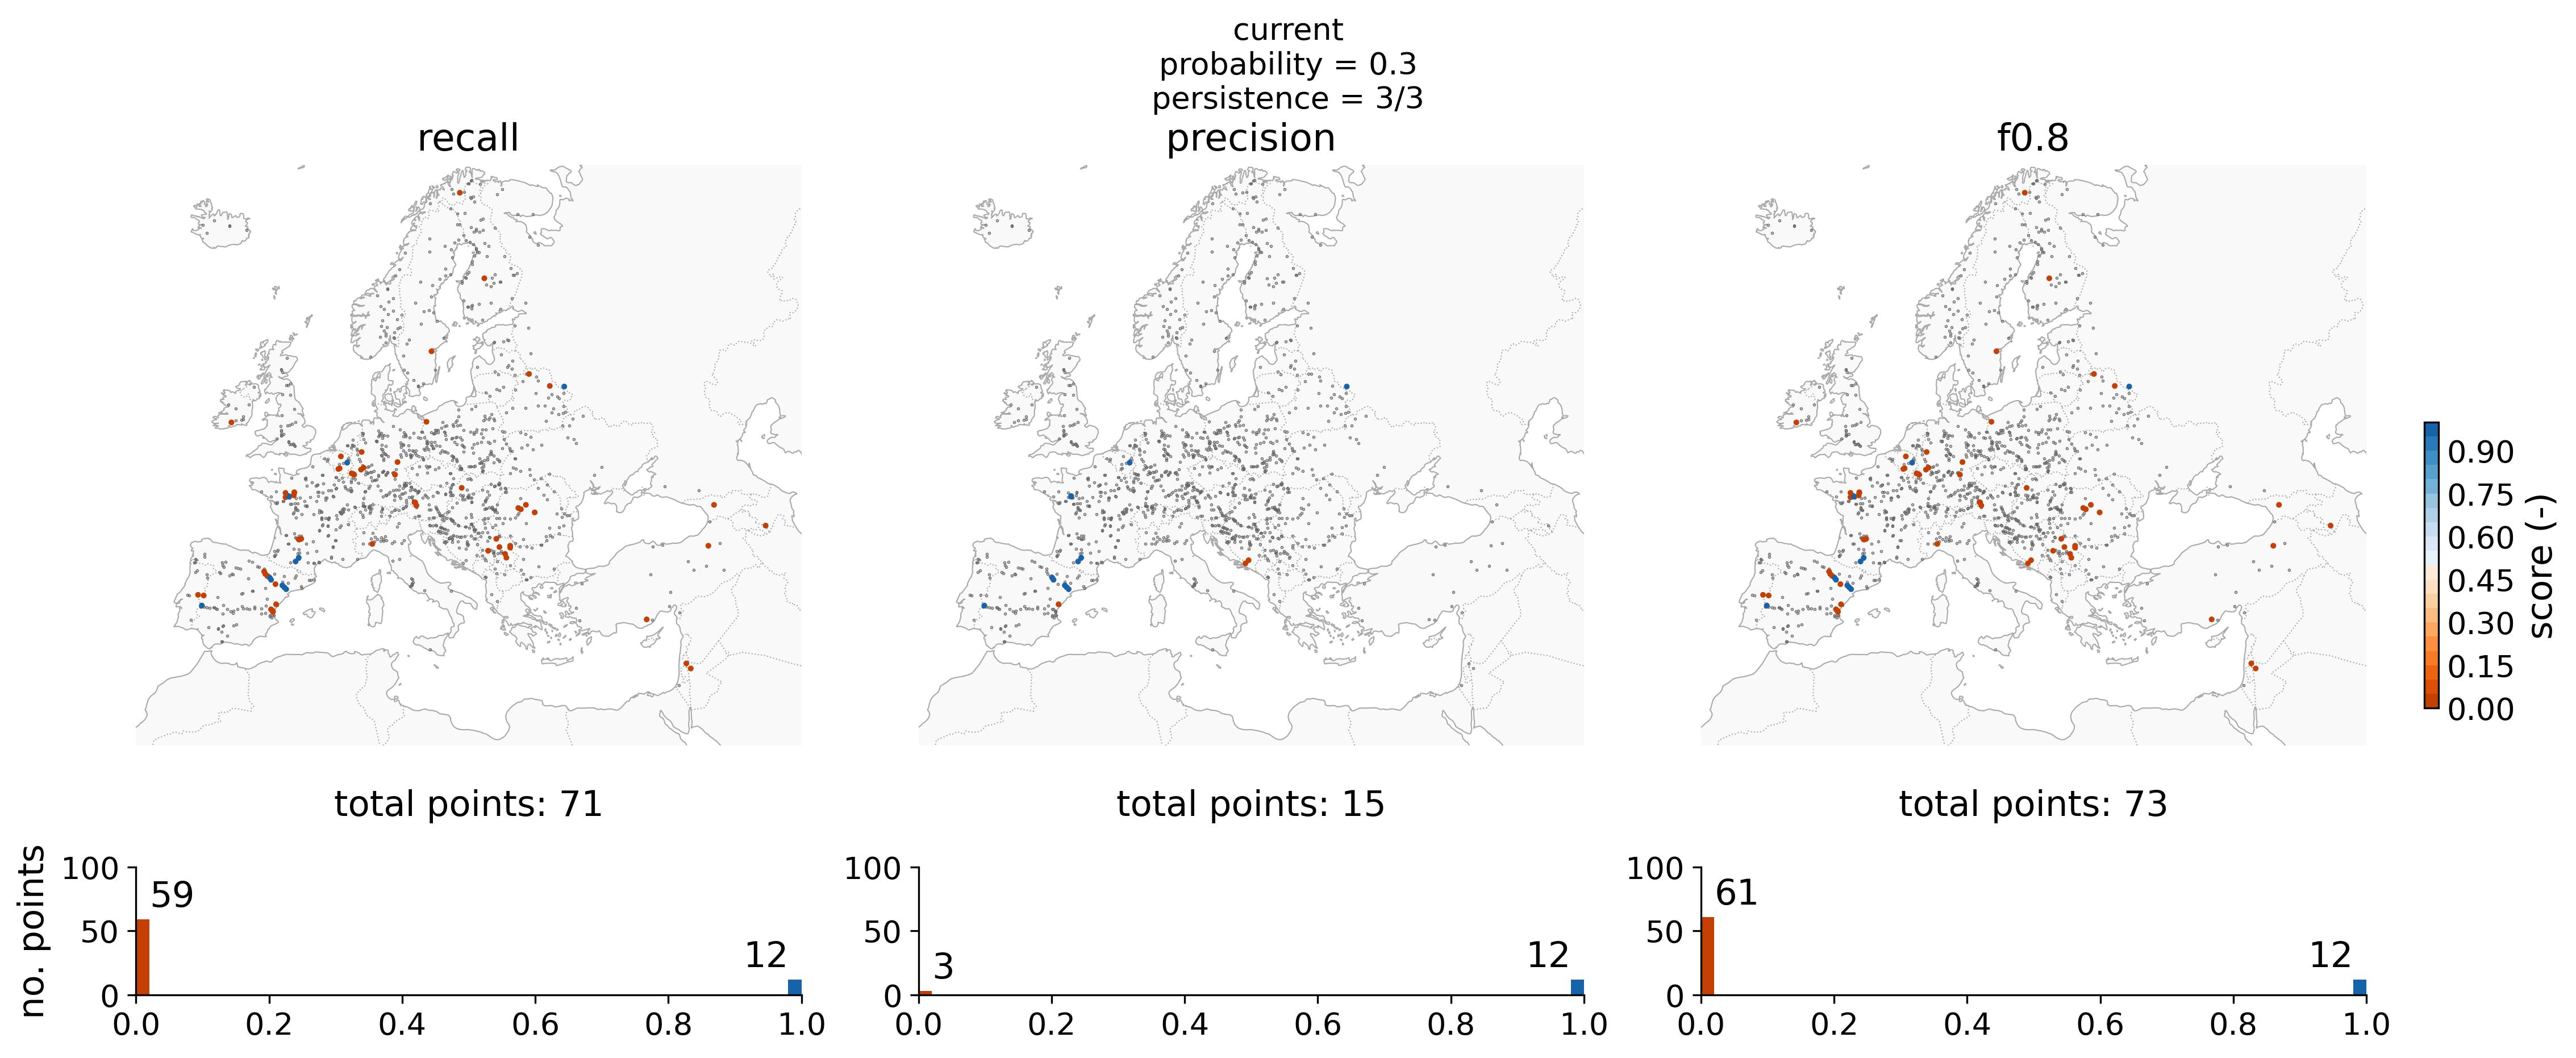 current
probability = 0.3
persistence = 3/3
recall
precision
f0.8
0.90
0.75
0.60
0.45
0.30
0.15
0.00
score (-)
total points: 71
total points: 15
total points: 73
no. points
100
50
0
59
12
0.0 0.2 0.4 0.6 0.8 1.0
100
50
0
3
12
0.0 0.2 0.4 0.6 0.8 1.0
100
50
0
61
12
0.0 0.2 0.4 0.6 0.8 1.0